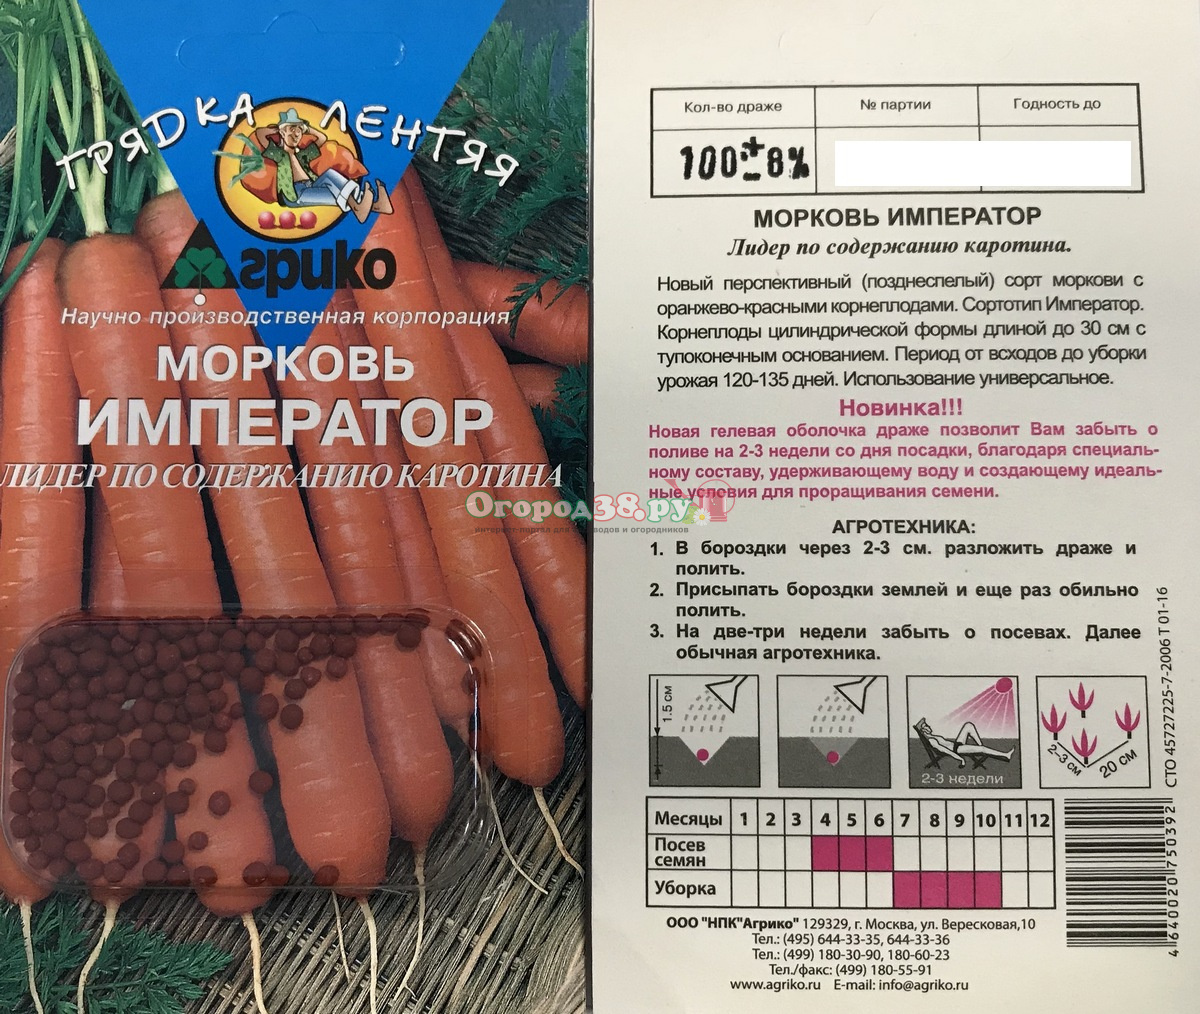 ГРЯДКА ЛЕНТЯЯ
Агрико
Научно производственная корпорация
МОРКОВЬ
ИМПЕРАТОР
ЛИДЕР ПО СОДЕРЖАНИЮ КАРОТИНА
Огород38.ру
Кол-во драже № партии Годность до
100±8%
МОРКОВЬ ИМПЕРАТОР
Лидер по содержанию каротина.
Новый перспективный (позднеспелый) сорт моркови с
оранжево-красными корнеплодами. Сортотип Император.
Корнеплоды цилиндрической формы длиной до 30 см с
тупоконечным основанием. Период от всходов до уборки
урожая 120-135 дней. Использование универсальное.
Новинка!!!
Новая гелевая оболочка драже позволит Вам забыть о
поливе на 2-3 недели со дня посадки, благодаря специаль-
ному составу, удерживающему воду и создающему идеаль-
ные условия для проращивания семени.
АГРОТЕХНИКА:
1. В бороздки через 2-3 см. разложить драже и
полить.
2. Присыпать бороздки землей и еще раз обильно
полить.
3. На две-три недели забыть о посевах. Далее
обычная агротехника.
1.5 см
2-3 недели
2-3 см
20 см
Месяцы 1 2 3 4 5 6 7 8 9 10 11 12
Посев
семян
Уборка
ООО "НПК"Агрико" 129329, г. Москва, ул. Вересковая,10
Тел.: (495) 644-33-35, 644-33-36
Тел.: (499) 180-30-90, 180-60-23
Тел./факс: (499) 180-55-91
www.agriko.ru E-mail: info@agriko.ru
СТО 45727225-7-2006 Т 01-16
4640020750392